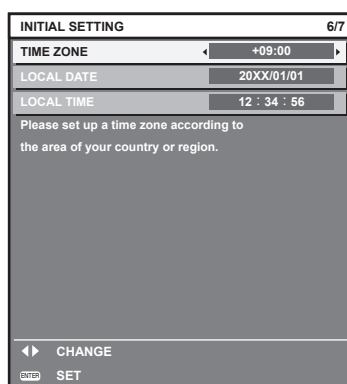 INITIAL SETTING 6/7
TIME ZONE +09:00
LOCAL DATE 20XX/01/01
LOCAL TIME 12 : 34 : 56
Please set up a time zone according to
the area of your country or region.
CHANGE
ENTER SET